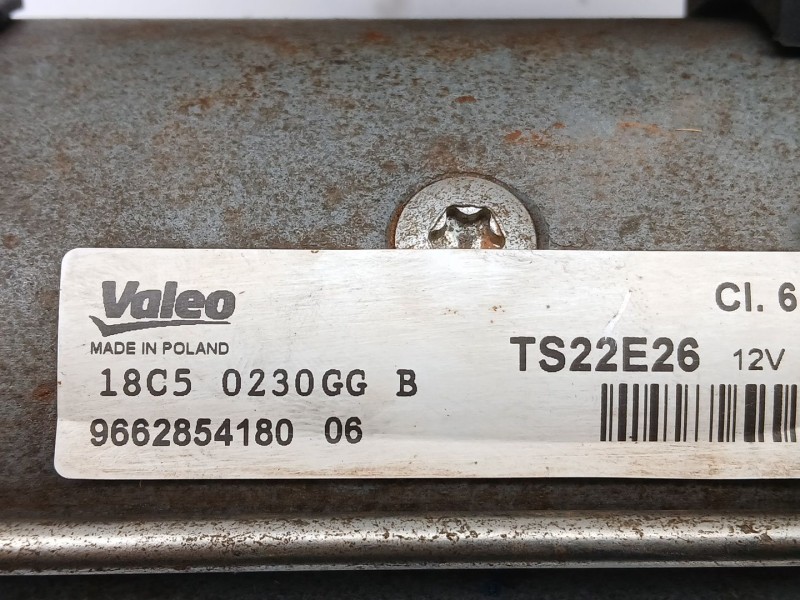 Valeo
Cl. 6
MADE IN POLAND
TS22E26 12V
18C5 0230GG B
9662854180 06